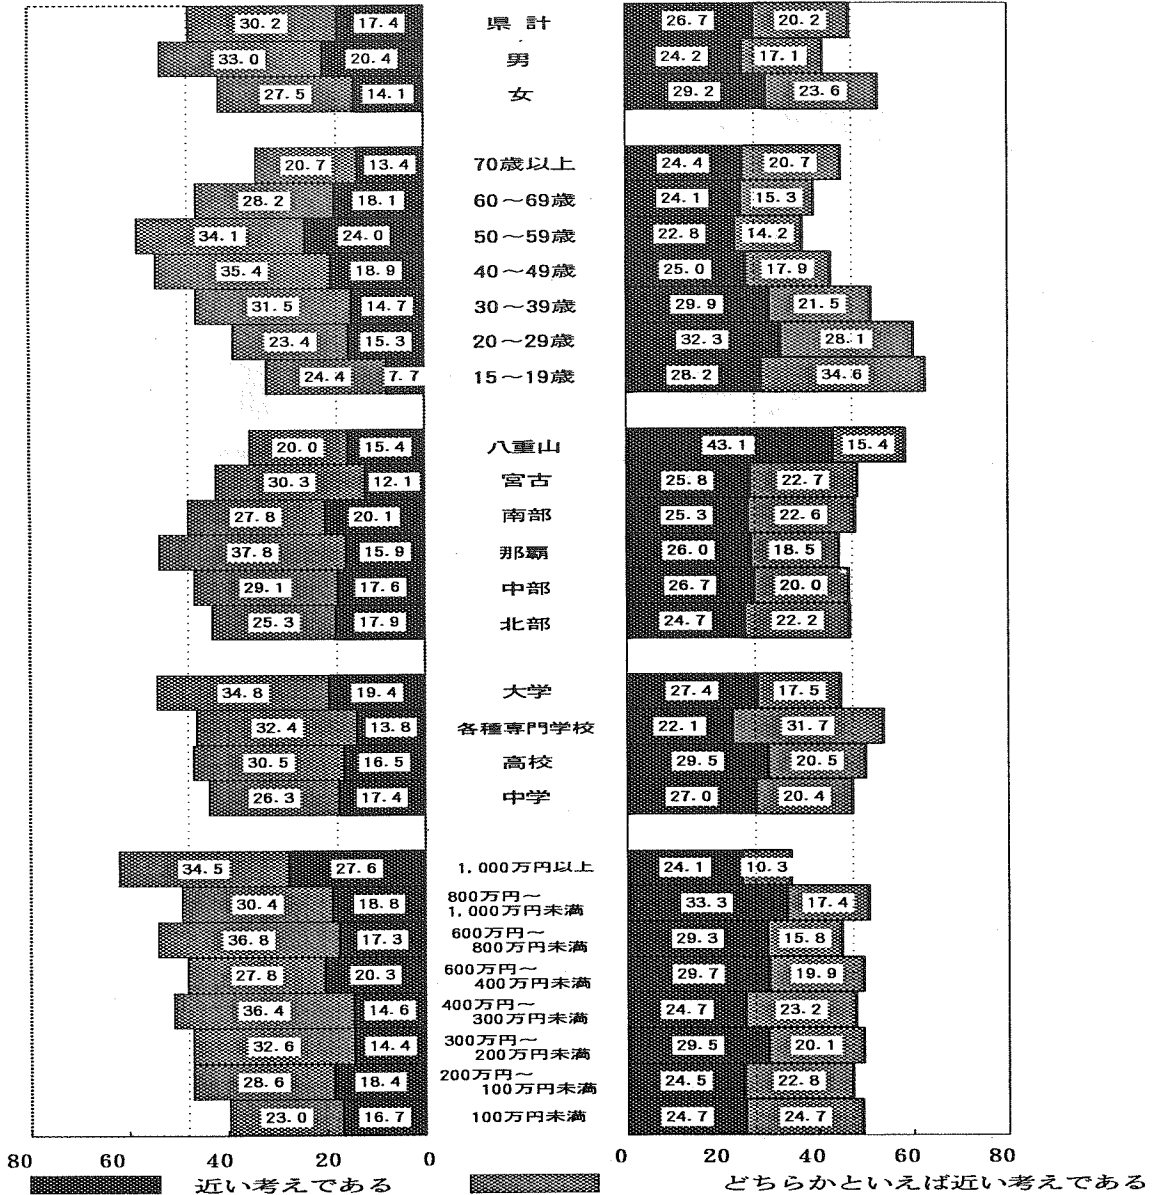 30.2 17.4 県計 26.7 20.2
33.0 20.4 男 24.2 17.1
27.5 14.1 女 29.2 23.6
20.7 13.4 70歳以上 24.4 20.7
28.2 18.1 60～69歳 24.1 15.3
34.1 24.0 50～59歳 22.8 14.2
35.4 18.9 40～49歳 25.0 17.9
31.5 14.7 30～39歳 29.9 21.5
23.4 15.3 20～29歳 32.3 28.1
24.4 7.7 15～19歳 28.2 34.6
20.0 15.4 八重山 43.1 15.4
30.3 12.1 宮古 25.8 22.7
27.8 20.1 南部 25.3 22.6
37.8 15.9 那覇 26.0 18.5
29.1 17.6 中部 26.7 20.0
25.3 17.9 北部 24.7 22.2
34.8 19.4 大学 27.4 17.5
32.4 13.8 各種専門学校 22.1 31.7
30.5 16.5 高校 29.5 20.5
26.3 17.4 中学 27.0 20.4
34.5 27.6 1,000万円以上 24.1 10.3
30.4 18.8 800万円～
1,000万円未満 33.3 17.4
36.8 17.3 600万円～
800万円未満 29.3 15.8
27.8 20.3 600万円～
400万円未満 29.7 19.9
36.4 14.6 400万円～
300万円未満 24.7 23.2
32.6 14.4 300万円～
200万円未満 29.5 20.1
28.6 18.4 200万円～
100万円未満 24.5 22.8
23.0 16.7 100万円未満 24.7 24.7
80 60 40 20 0 0 20 40 60 80
近い考えである どちらかといえば近い考えである